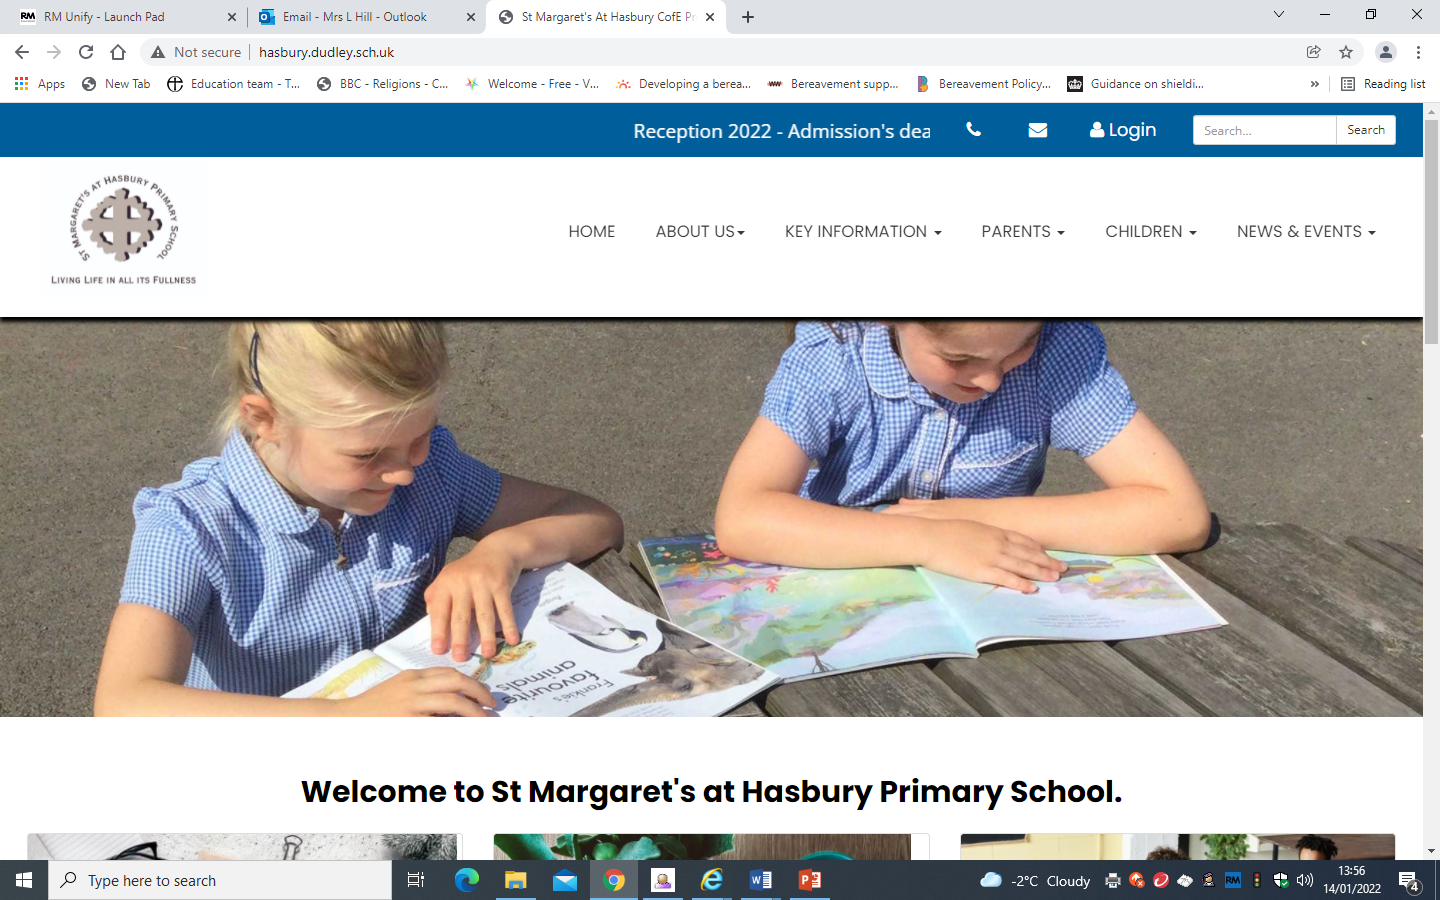 RM Unify - Launch Pad
Email - Mrs L Hill - Outlook
St Margaret's At Hasbury CofE Pr
Not secure
hasbury.dudley.sch.uk
Apps
New Tab
Education team - T...
BBC - Religions - C...
Welcome - Free - V...
Developing a berea...
Bereavement supp...
Bereavement Policy...
Guidance on shieldi...
»
Reading list
Reception 2022 - Admission's dea
Login
Search...
Search
ST MARGARET'S AT HASBURY PRIMARY SCHOOL
LIVING LIFE IN ALL ITS FULLNESS
HOME
ABOUT US
KEY INFORMATION
PARENTS
CHILDREN
NEWS & EVENTS
Frankie's
favourite
animals
Welcome to St Margaret's at Hasbury Primary School.
Type here to search
-2°C Cloudy
RM
13:56
14/01/2022
4